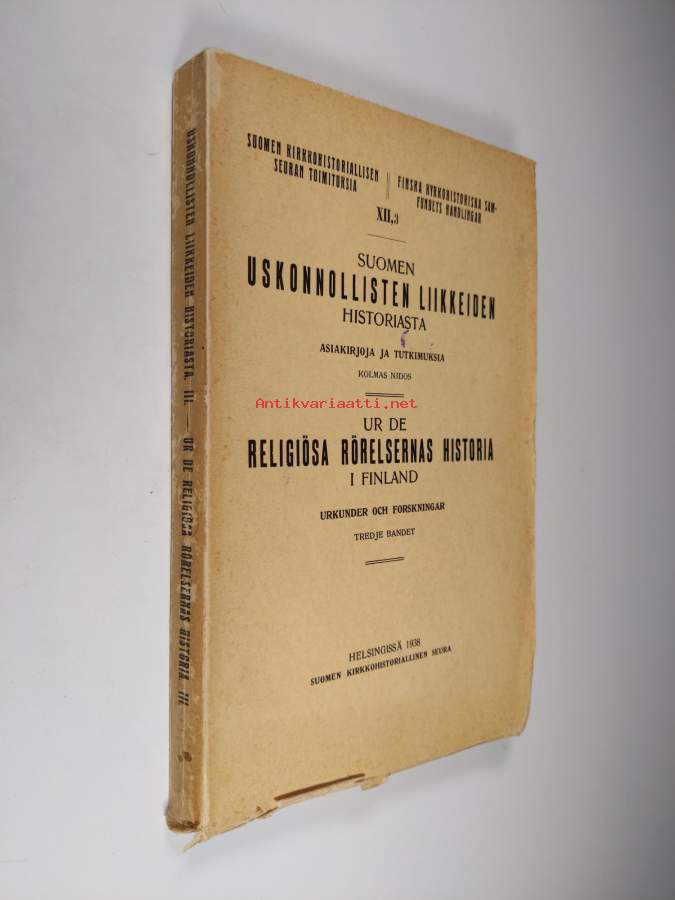 USKONNOLLISTEN LIIKKEIDEN HISTORIASTA III. — UR DE RELIGIÖSA RÖRELSERNAS HISTORIA III.
SUOMEN KIRKKOHISTORIALLISEN
SEURAN TOIMITUKSIA
FINSKA KYRKOHISTORISKA SAM-
FUNDETS HANDLINGAR
XII,3
SUOMEN
USKONNOLLISTEN LIIKKEIDEN
HISTORIASTA
ASIAKIRJOJA JA TUTKIMUKSIA
KOLMAS NIDOS
Antikvariaatti.net
UR DE
RELIGIÖSA RÖRELSERNAS HISTORIA
I FINLAND
URKUNDER OCH FORSKNINGAR
TREDJE BANDET
HELSINGISSÄ 1938
SUOMEN KIRKKOHISTORIALLINEN SEURA